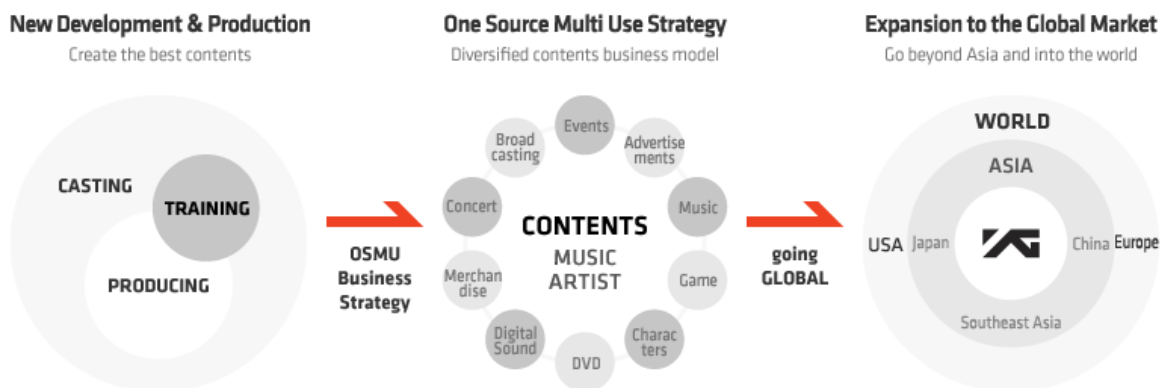 New Development & Production
Create the best contents
CASTING
TRAINING
PRODUCING
OSMU
Business
Strategy
One Source Multi Use Strategy
Diversified contents business model
Events
Advertise
ments
Music
Game
Charac
ters
DVD
Digital
Sound
Merchan
dise
Concert
Broad
casting
CONTENTS
MUSIC
ARTIST
going
GLOBAL
Expansion to the Global Market
Go beyond Asia and into the world
WORLD
ASIA
USA
Japan
YG
China
Europe
Southeast Asia